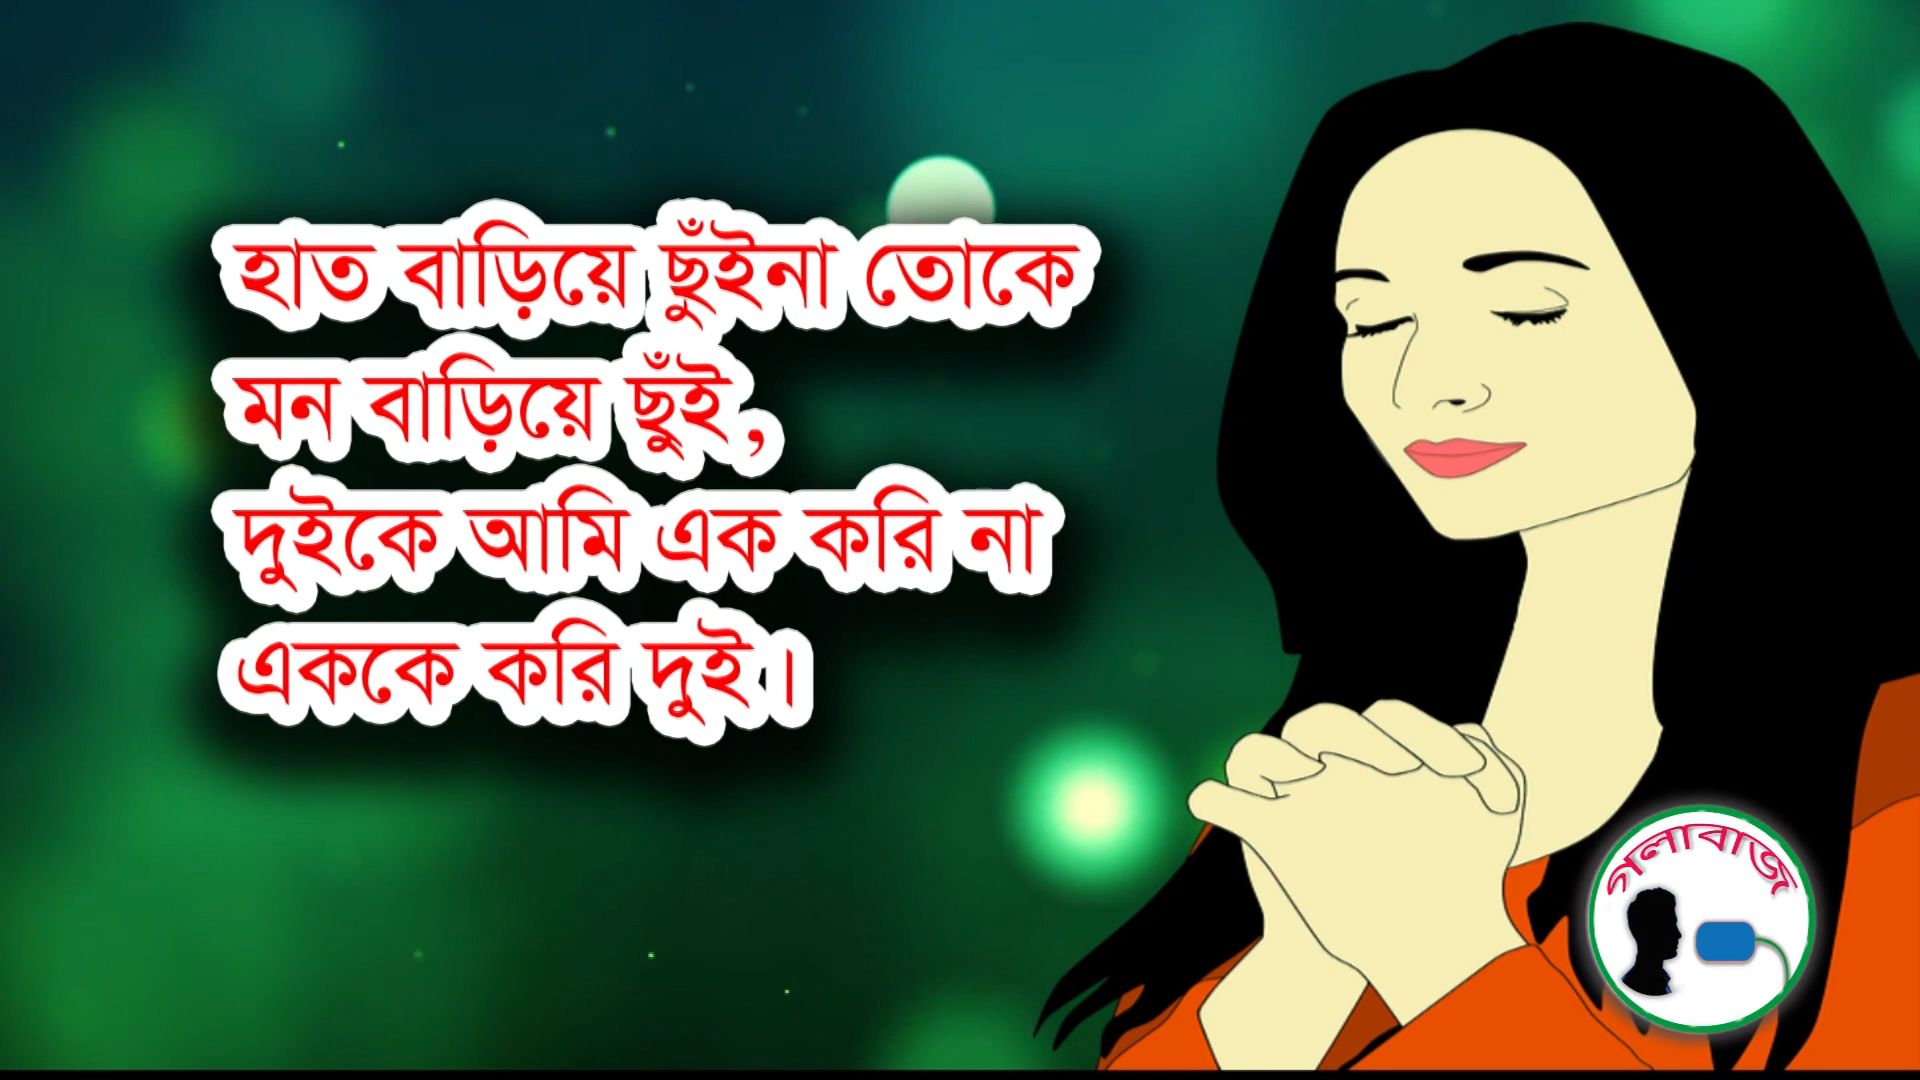 হাত বাড়িয়ে ছুঁইনা তোকে
মন বাড়িয়ে ছুঁই,
দুইকে আমি এক করি না
এককে করি দুই।
গলাবাজ